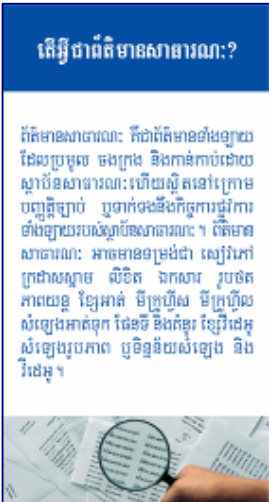 តើអ្វីជាព័ត៌មានសាធារណៈ?
ព័ត៌មានសាធារណៈ គឺជាព័ត៌មានទាំងឡាយ
ដែលប្រមូល ចងក្រង និងកាន់កាប់ដោយ
ស្ថាប័នសាធារណៈហើយស្ថិតនៅក្រោម
បញ្ញត្តិច្បាប់ ឬទាក់ទងនឹងកិច្ចការផ្លូវការ
ទាំងឡាយរបស់ស្ថាប័នសាធារណៈ។ ព័ត៌មាន
សាធារណៈ អាចមានទម្រង់ជា សៀវភៅ
ក្រដាសស្នាម លិខិត ឯកសារ រូបថត
ភាពយន្ត ខ្សែអាត់ មីក្រូហ្វីស មីក្រូហ្វីល
សំឡេងអាត់ទុក ផែនទី និងគំនូរ ខ្សែវីដេអូ
សំឡេងរូបភាព ឬទិន្នន័យសំឡេង និង
វីដេអូ។